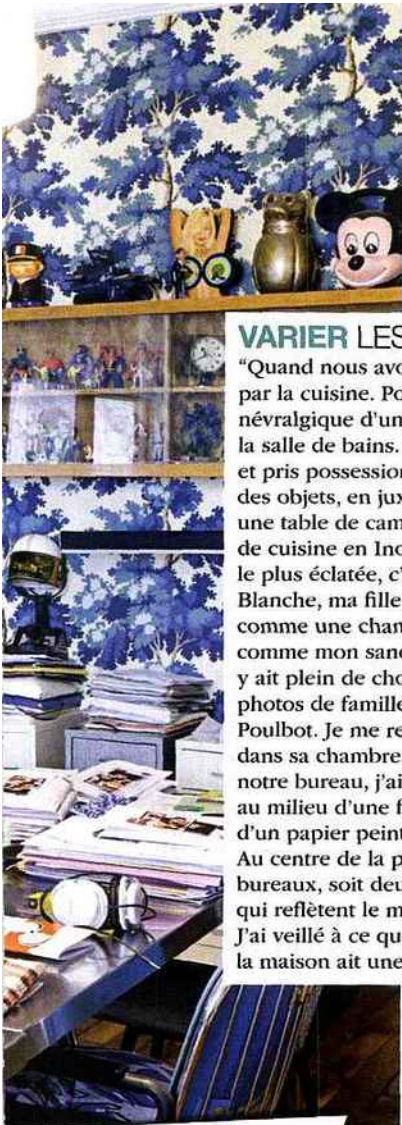 VARIER LES
“Quand nous avo
par la cuisine. Po
névralgique d'un
la salle de bains.
et pris possession
des objets, en jux
une table de cam
de cuisine en Ino
le plus éclatée, c'
Blanche, ma fille
comme une chan
comme mon sanc
y ait plein de cho
photos de famille
Poulbot. Je me re
dans sa chambre
notre bureau, j'ai
au milieu d'une f
d'un papier peint
Au centre de la p
bureaux, soit deu
qui reflètent le m
J'ai veillé à ce qu
la maison ait une